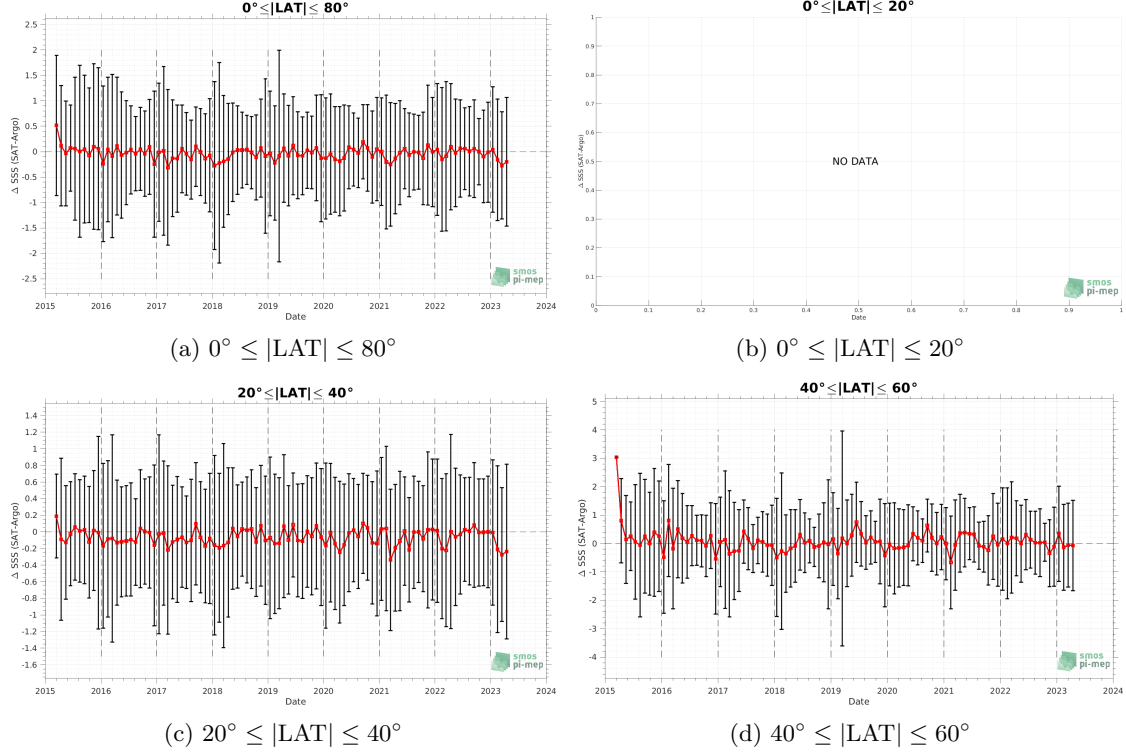 0°≤|LAT|≤ 80°
Δ SSS (SAT-Argo)
2.5
2
1.5
1
0.5
0
-0.5
-1
-1.5
-2
-2.5
2015 2016 2017 2018 2019 2020 2021 2022 2023 2024
Date
smos
pi-mep
(a) 0° ≤ |LAT| ≤ 80°
0°≤|LAT|≤ 20°
Δ SSS (SAT-Argo)
1
0.9
0.8
0.7
0.6
0.5
0.4
0.3
0.2
0.1
0
NO DATA
0 0.1 0.2 0.3 0.4 0.5 0.6 0.7 0.8 0.9 1
Date
smos
pi-mep
(b) 0° ≤ |LAT| ≤ 20°
20°≤|LAT|≤ 40°
Δ SSS (SAT-Argo)
1.4
1.2
1
0.8
0.6
0.4
0.2
0
-0.2
-0.4
-0.6
-0.8
-1
-1.2
-1.4
-1.6
2015 2016 2017 2018 2019 2020 2021 2022 2023 2024
Date
smos
pi-mep
(c) 20° ≤ |LAT| ≤ 40°
40°≤|LAT|≤ 60°
Δ SSS (SAT-Argo)
5
4
3
2
1
0
-1
-2
-3
-4
2015 2016 2017 2018 2019 2020 2021 2022 2023 2024
Date
smos
pi-mep
(d) 40° ≤ |LAT| ≤ 60°